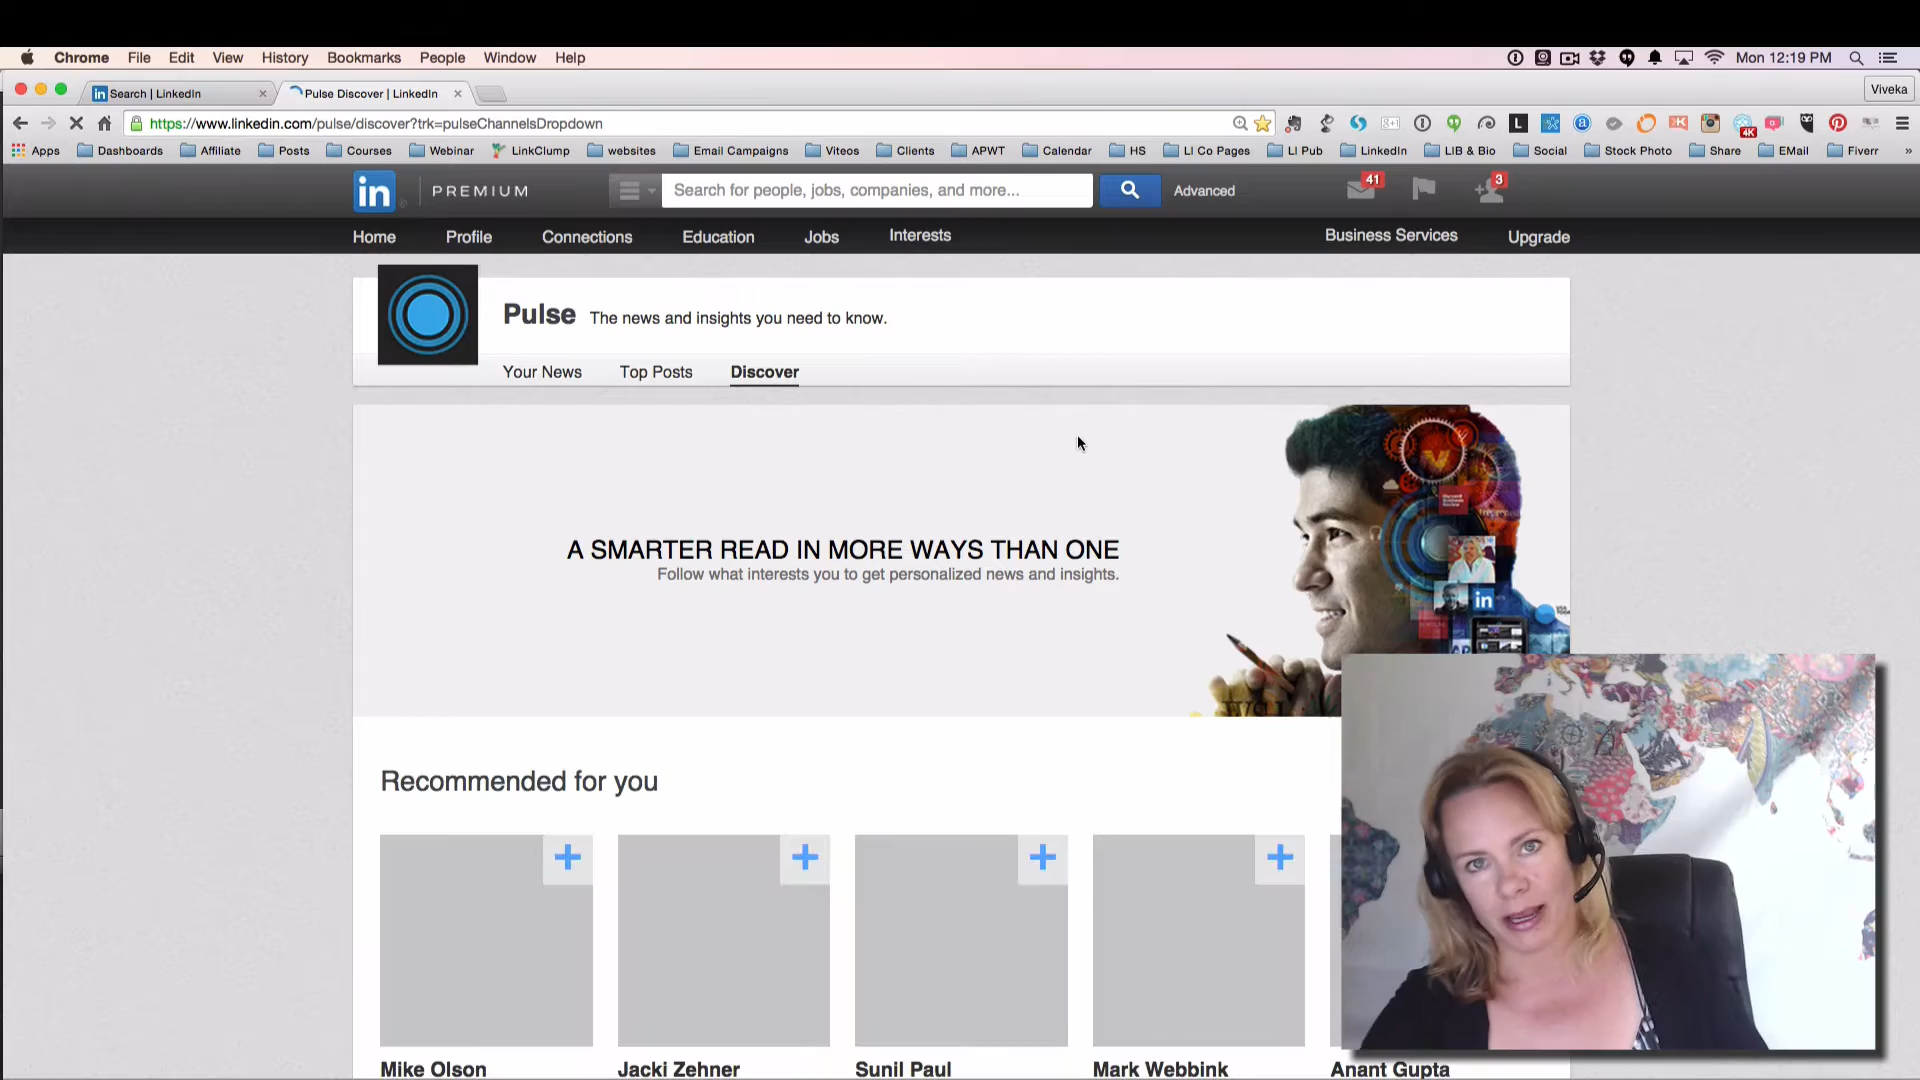 Chrome File Edit View History Bookmarks People Window Help Mon 12:19 PM
Search | LinkedIn Pulse Discover | LinkedIn Viveka
https://www.linkedin.com/pulse/discover?trk=pulseChannelsDropdown
Apps Dashboards Affiliate Posts Courses Webinar LinkClump websites Email Campaigns Viteos Clients APWT Calendar HS LI Co Pages LI Pub LinkedIn LIB & Bio Social Stock Photo Share EMail Fiverr »
in PREMIUM Search for people, jobs, companies, and more... Advanced 41 3
Home Profile Connections Education Jobs Interests Business Services Upgrade
Pulse The news and insights you need to know.
Your News Top Posts Discover
A SMARTER READ IN MORE WAYS THAN ONE
Follow what interests you to get personalized news and insights.
in
Recommended for you
Mike Olson Jacki Zehner Sunil Paul Mark Webbink Anant Gupta